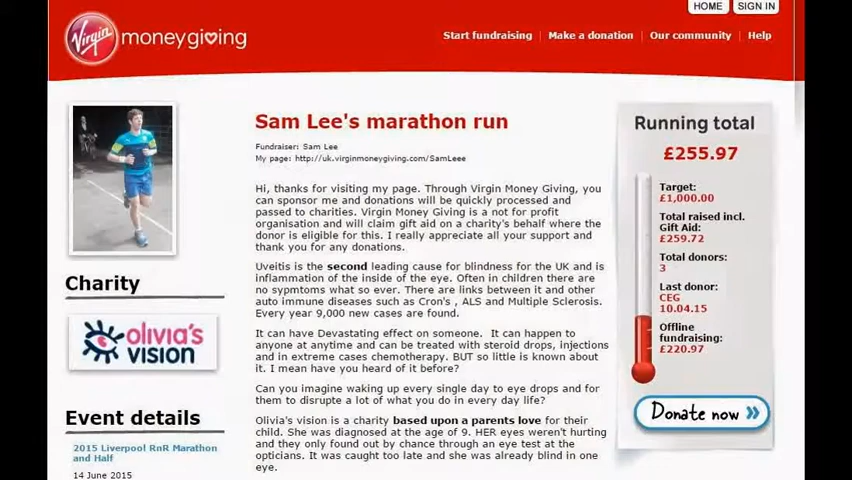 HOME
SIGN IN
Virgin moneygiving
Start fundraising
Make a donation
Our community
Help
Sam Lee's marathon run
Fundraiser: Sam Lee
My page: http://uk.virginmoneygiving.com/SamLeee
Hi, thanks for visiting my page. Through Virgin Money Giving, you
can sponsor me and donations will be quickly processed and
passed to charities. Virgin Money Giving is a not for profit
organisation and will claim gift aid on a charity's behalf where the
donor is eligible for this. I really appreciate all your support and
thank you for any donations.
Uveitis is the second leading cause for blindness for the UK and is
inflammation of the inside of the eye. Often in children there are
no sypmtoms what so ever. There are links between it and other
auto immune diseases such as Cron's , ALS and Multiple Sclerosis.
Every year 9,000 new cases are found.
It can have Devastating effect on someone. It can happen to
anyone at anytime and can be treated with steroid drops, injections
and in extreme cases chemotherapy. BUT so little is known about
it. I mean have you heard of it before?
Can you imagine waking up every single day to eye drops and for
them to disrupte a lot of what you do in every day life?
Olivia's vision is a charity based upon a parents love for their
child. She was diagnosed at the age of 9. HER eyes weren't hurting
and they only found out by chance through an eye test at the
opticians. It was caught too late and she was already blind in one
eye.
Charity
olivia's
vision
Event details
2015 Liverpool RnR Marathon
and Half
14 June 2015
Running total
£255.97
Target:
£1,000.00
Total raised incl.
Gift Aid:
£259.72
Total donors:
3
Last donor:
CEG
10.04.15
Offline
fundraising:
£220.97
Donate now »